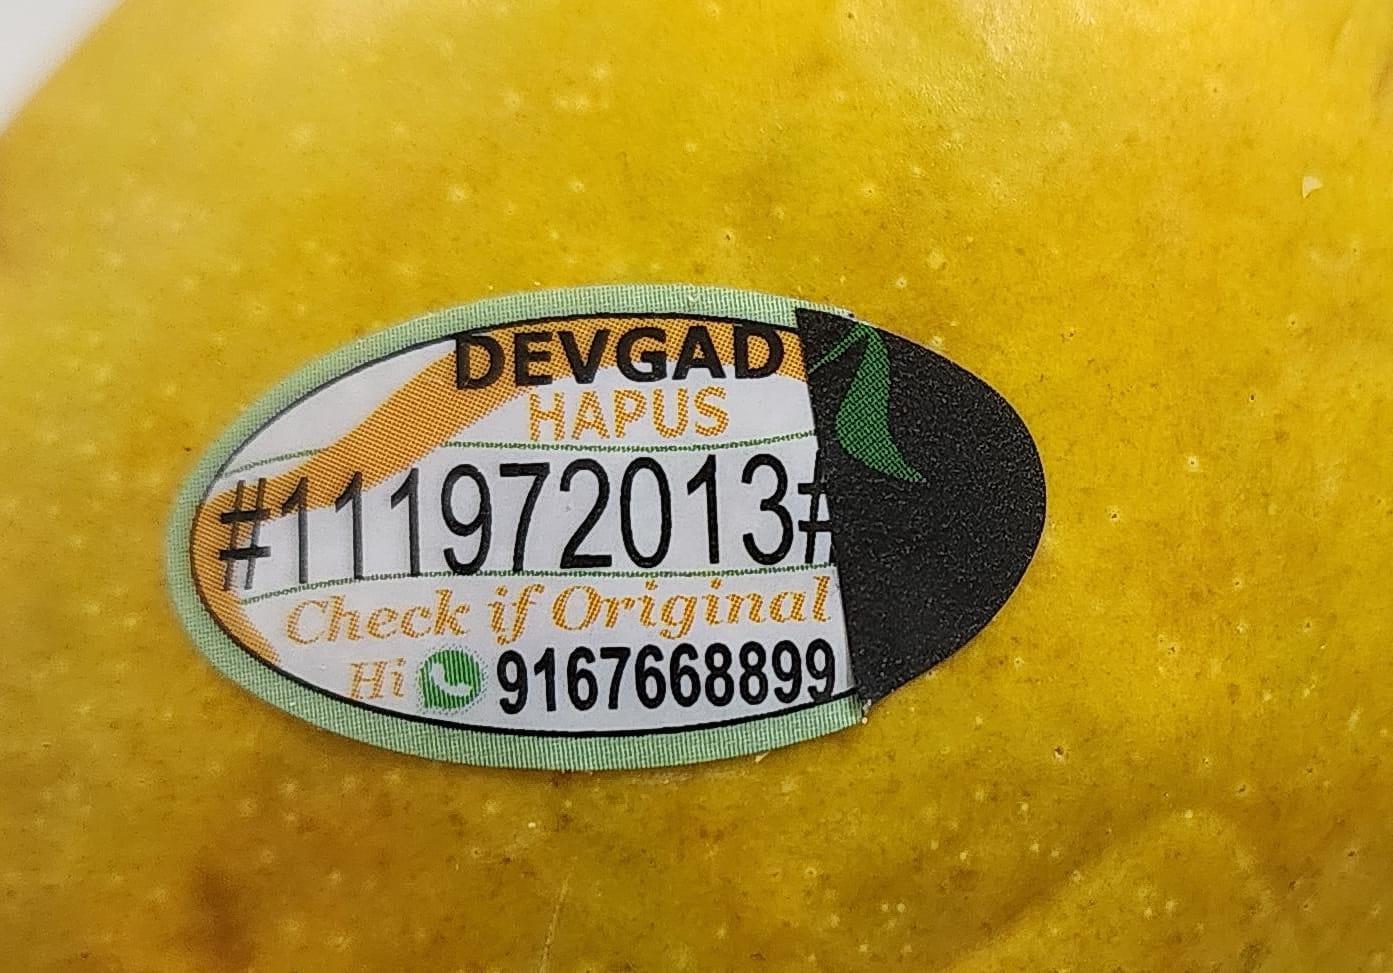 DEVGAD
HAPUS
#111972013#
Check if Original
Hi 9167668899